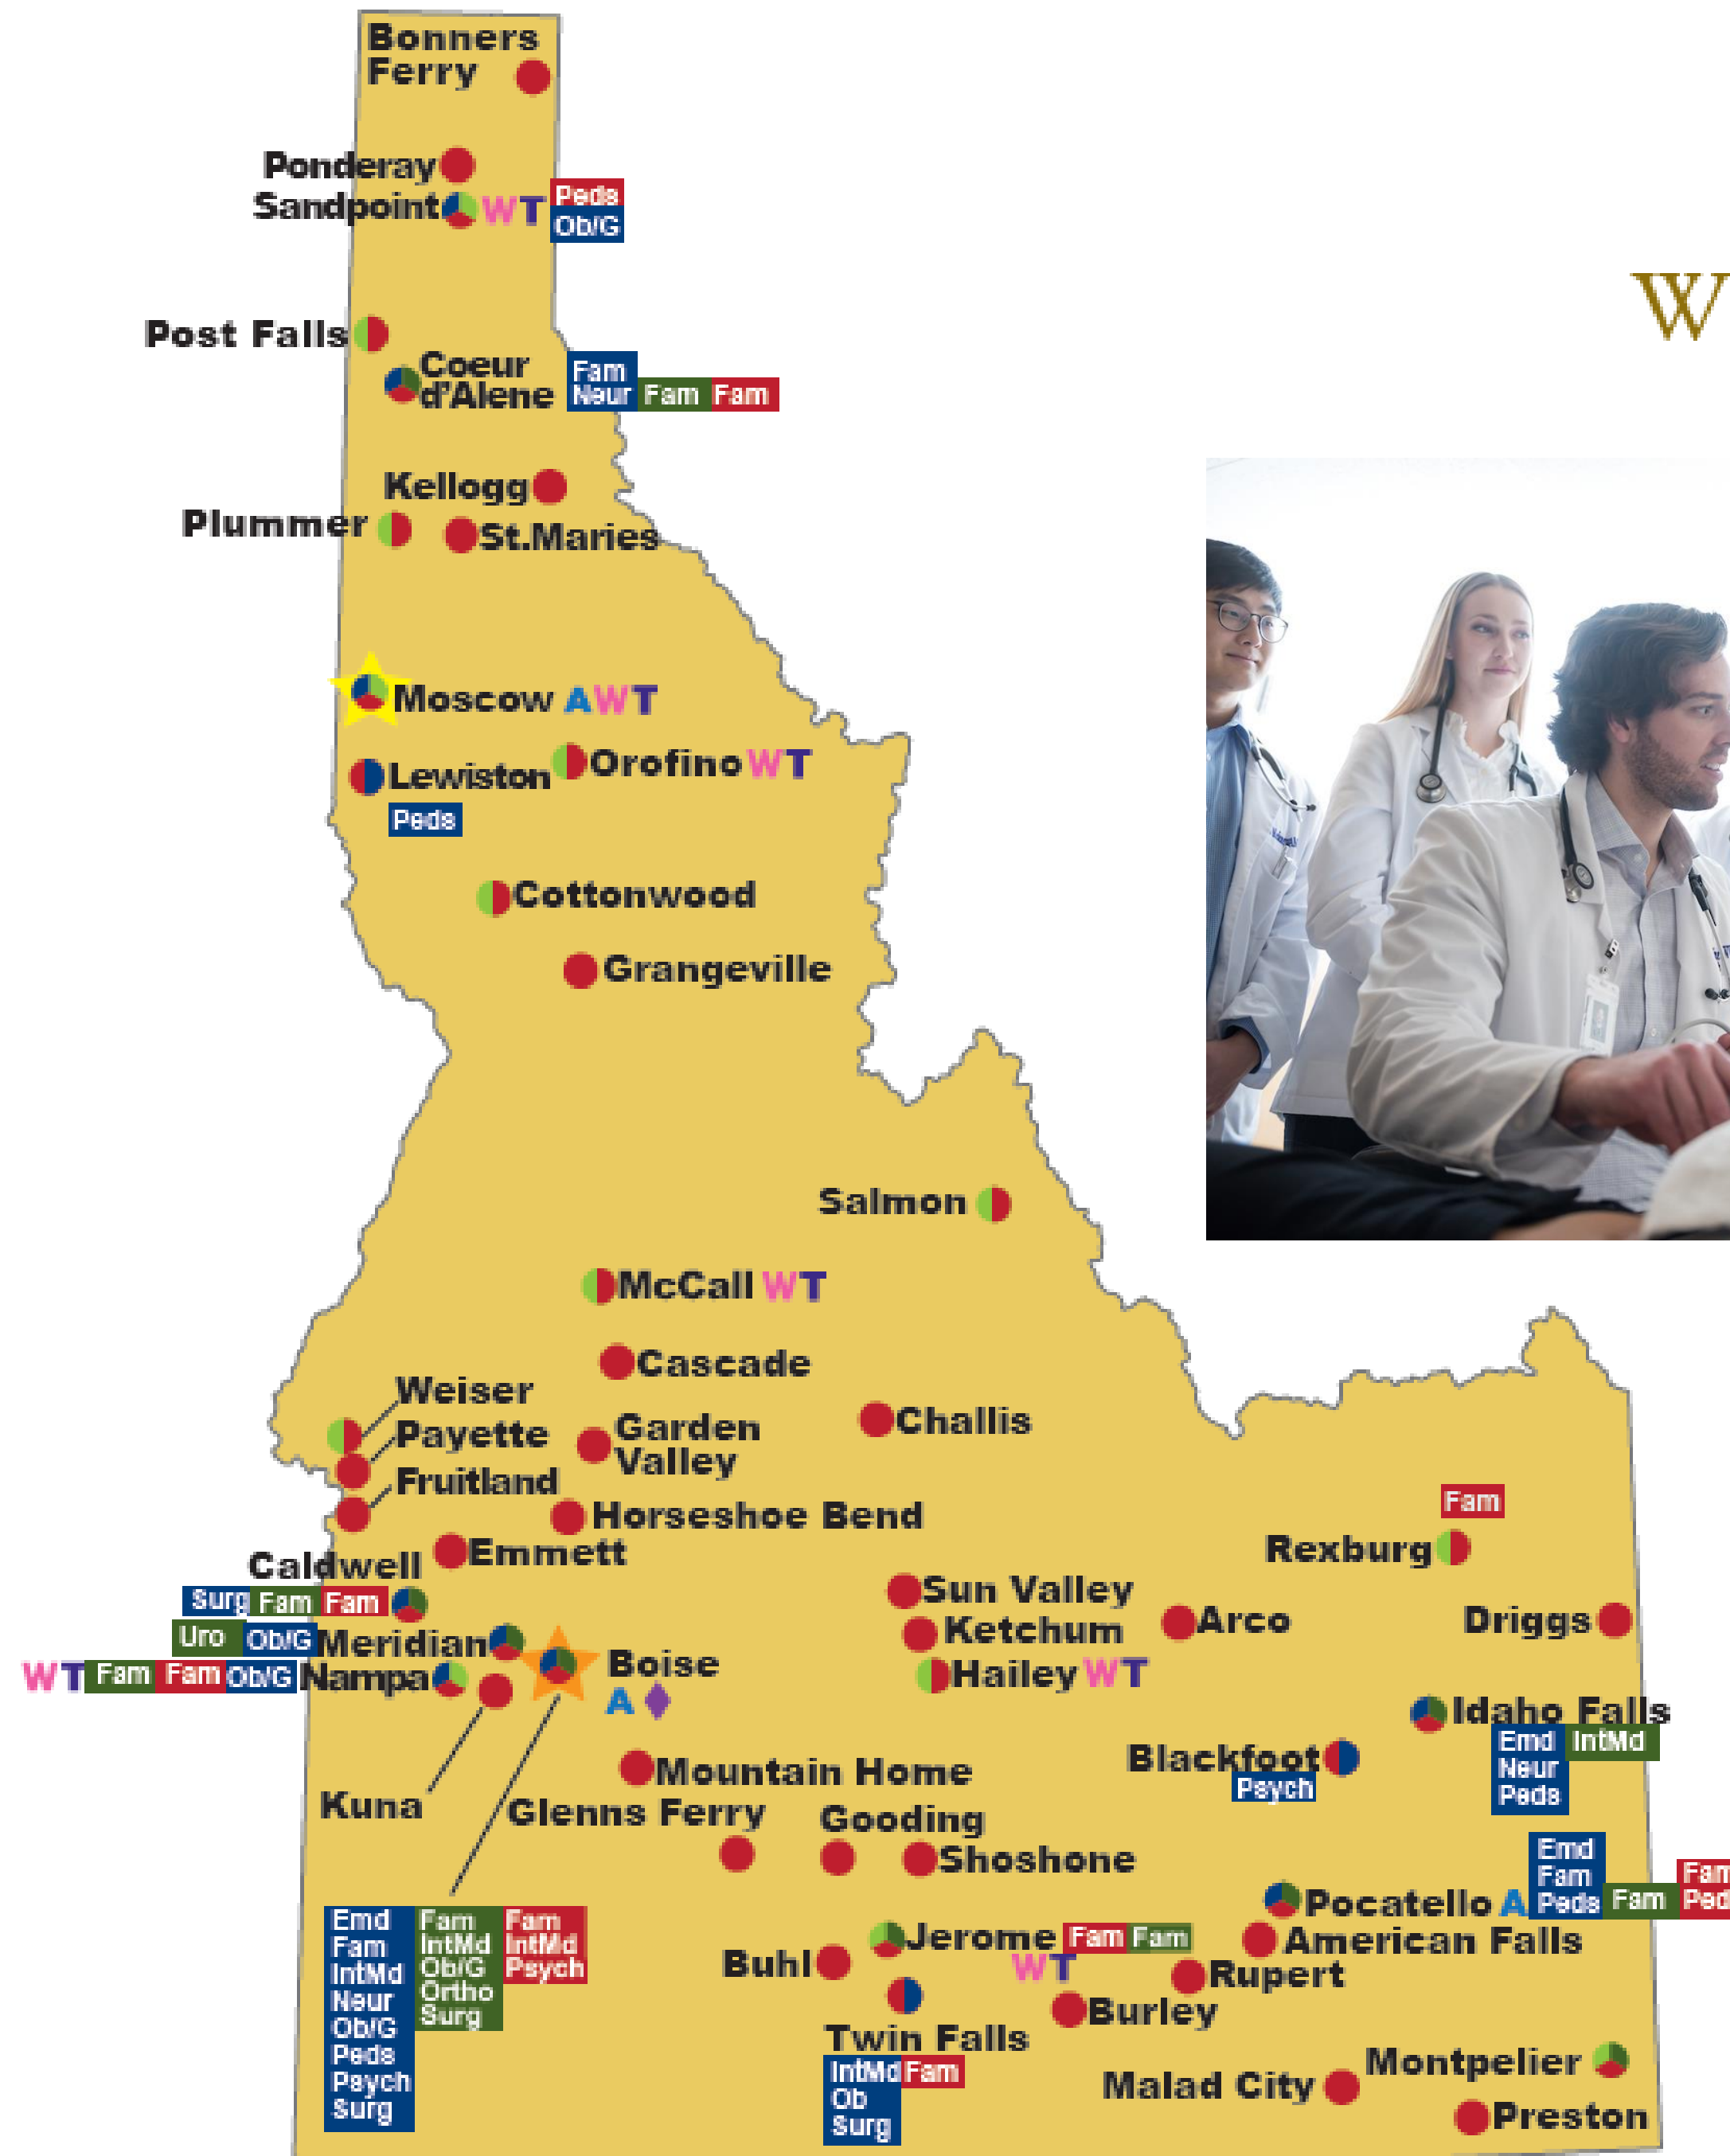 Bonners
Ferry
Ponderay
Sandpoint WT Peds
Ob/G
W
Post Falls
Coeur
d'Alene
Fam
Neur Fam Fam
Kellogg
Plummer
St.Maries
Moscow AWT
Orofino WT
Lewiston
Peds
Cottonwood
Grangeville
Salmon
McCall WT
Cascade
Weiser
Payette
Fruitland
Garden
Valley
Challis
Horseshoe Bend
Emmett
Fam
Rexburg
Caldwell
Surg Fam Fam
Uro Ob/G Meridian
WT Fam Fam Ob/G Nampa
Boise
A
Sun Valley
Ketchum
Hailey WT
Arco
Driggs
Idaho Falls
Emd IntMd
Neur
Peds
Blackfoot
Psych
Kuna
Mountain Home
Glenns Ferry
Gooding
Shoshone
Emd
Fam
Peds Fam
Fam
Ped
Pocatello A
American Falls
Jerome Fam Fam
WT
Buhl
Rupert
Burley
Twin Falls
IntMd Fam
Ob
Surg
Montpelier
Malad City
Preston
Emd
Fam
IntMd
Neur
Ob/G
Peds
Psych
Surg
Fam
IntMd
Ob/G
Ortho
Surg
Fam
IntMd
Psych